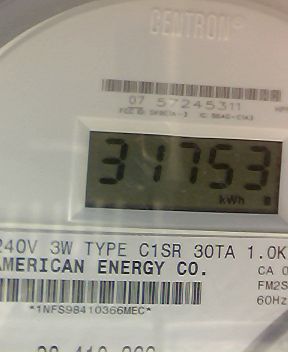 CENTRON®
07 57245311
31753
kWh
240V 3W TYPE C1SR 30TA 1.0K
AMERICAN ENERGY CO.
CA 0
FM2S
60Hz
*1NFS98410366MEC*